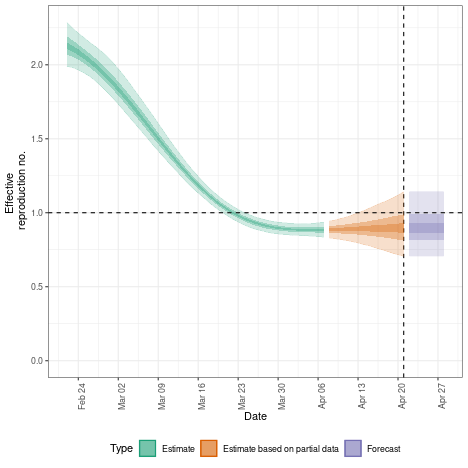 Effective
reproduction no.
2.0
1.5
1.0
0.5
0.0
Feb 24
Mar 02
Mar 09
Mar 16
Mar 23
Mar 30
Apr 06
Apr 13
Apr 20
Apr 27
Date
Type Estimate Estimate based on partial data Forecast